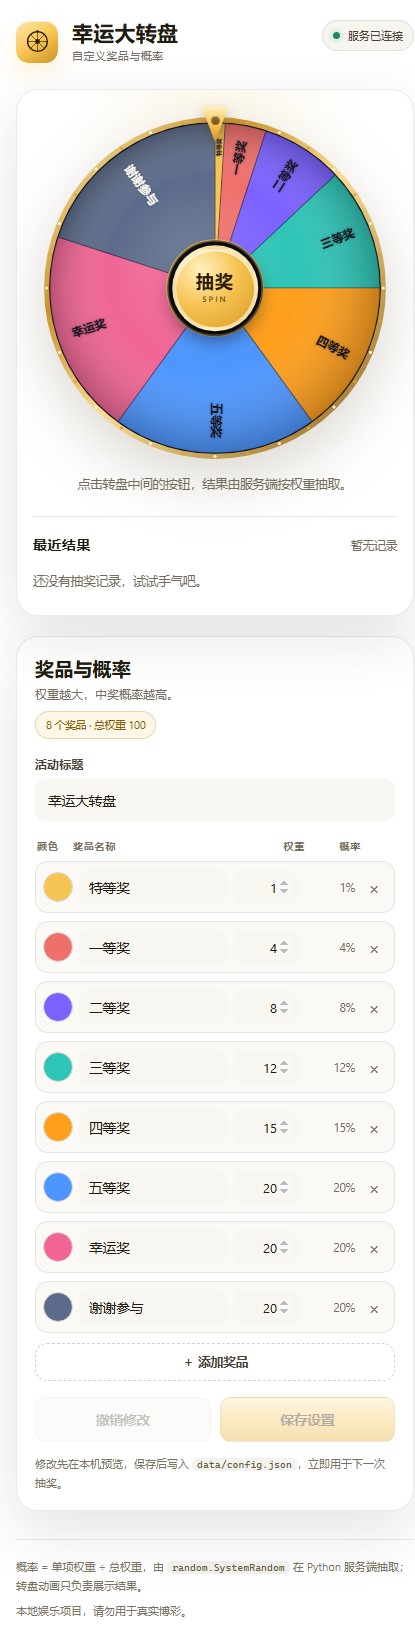 幸运大转盘
自定义奖品与概率
服务已连接
特等奖
一等奖
二等奖
三等奖
四等奖
五等奖
幸运奖
谢谢参与
抽奖
SPIN
点击转盘中间的按钮，结果由服务端按权重抽取。
最近结果
暂无记录
还没有抽奖记录，试试手气吧。
奖品与概率
权重越大，中奖概率越高。
8 个奖品 · 总权重 100
活动标题
幸运大转盘
颜色 奖品名称 权重 概率
特等奖 1 1% ×
一等奖 4 4% ×
二等奖 8 8% ×
三等奖 12 12% ×
四等奖 15 15% ×
五等奖 20 20% ×
幸运奖 20 20% ×
谢谢参与 20 20% ×
+ 添加奖品
撤销修改
保存设置
修改先在本机预览，保存后写入 data/config.json ，立即用于下一次
抽奖。
概率 = 单项权重 ÷ 总权重，由 random.SystemRandom 在 Python 服务端抽取；
转盘动画只负责展示结果。
本地娱乐项目，请勿用于真实博彩。